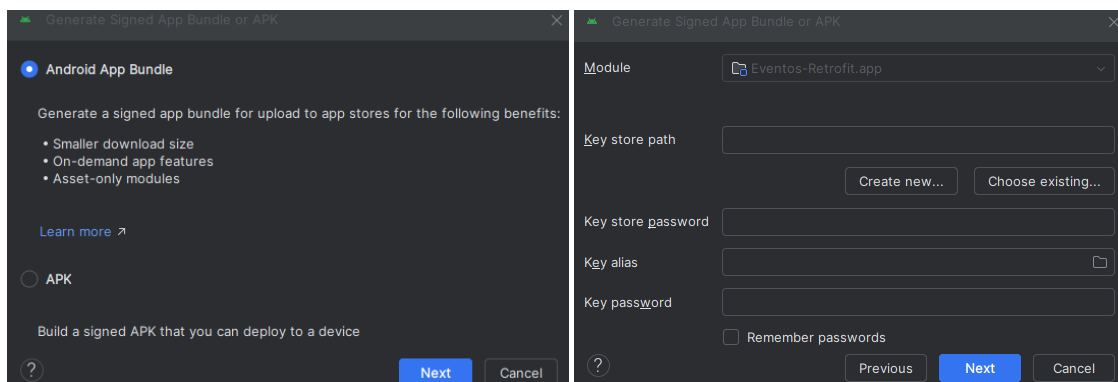 Generate Signed App Bundle or APK
Android App Bundle
Generate a signed app bundle for upload to app stores for the following benefits:
• Smaller download size
• On-demand app features
• Asset-only modules
Learn more ↗
APK
Build a signed APK that you can deploy to a device
? Next Cancel
Generate Signed App Bundle or APK
Module Eventos-Retrofit.app
Key store path
Create new... Choose existing...
Key store password
Key alias
Key password
Remember passwords
? Previous Next Cancel